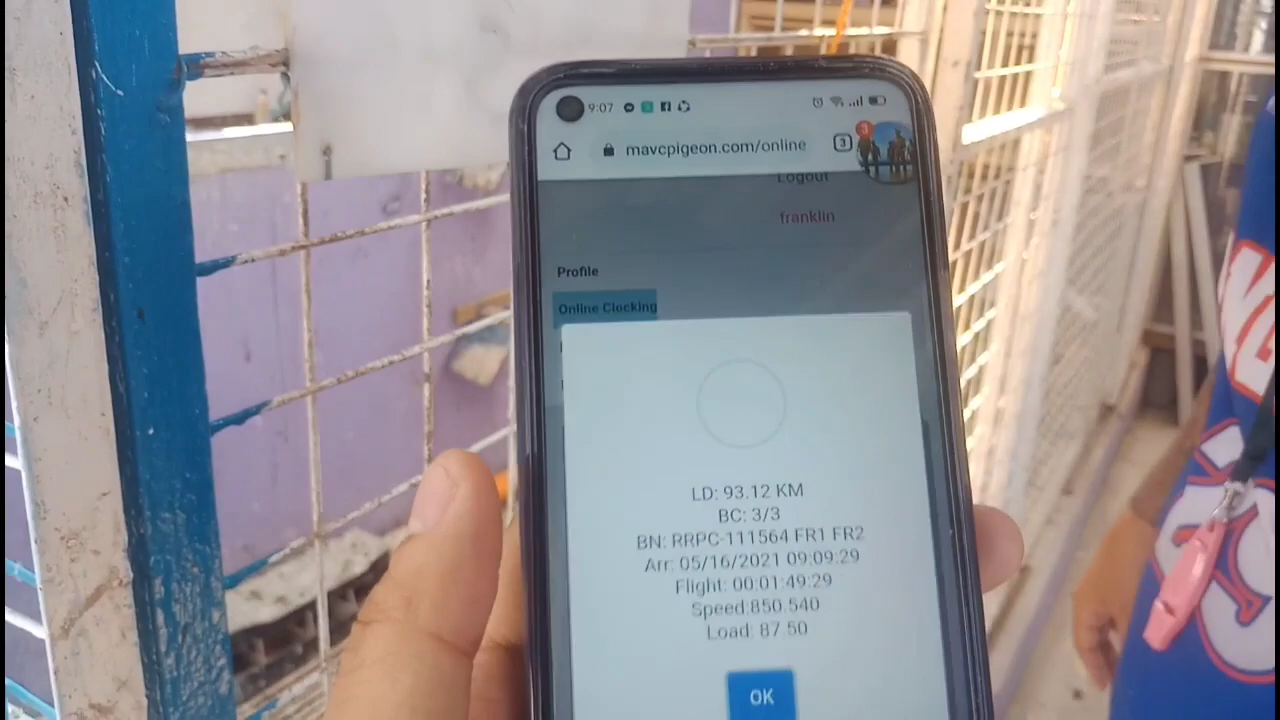 9:07
mavcpigeon.com/online
3
3
Logout
franklin
Profile
Online Clocking
LD: 93.12 KM
BC: 3/3
BN: RRPC-111564 FR1 FR2
Arr: 05/16/2021 09:09:29
Flight: 00:01:49:29
Speed:850.540
Load: 87.50
OK